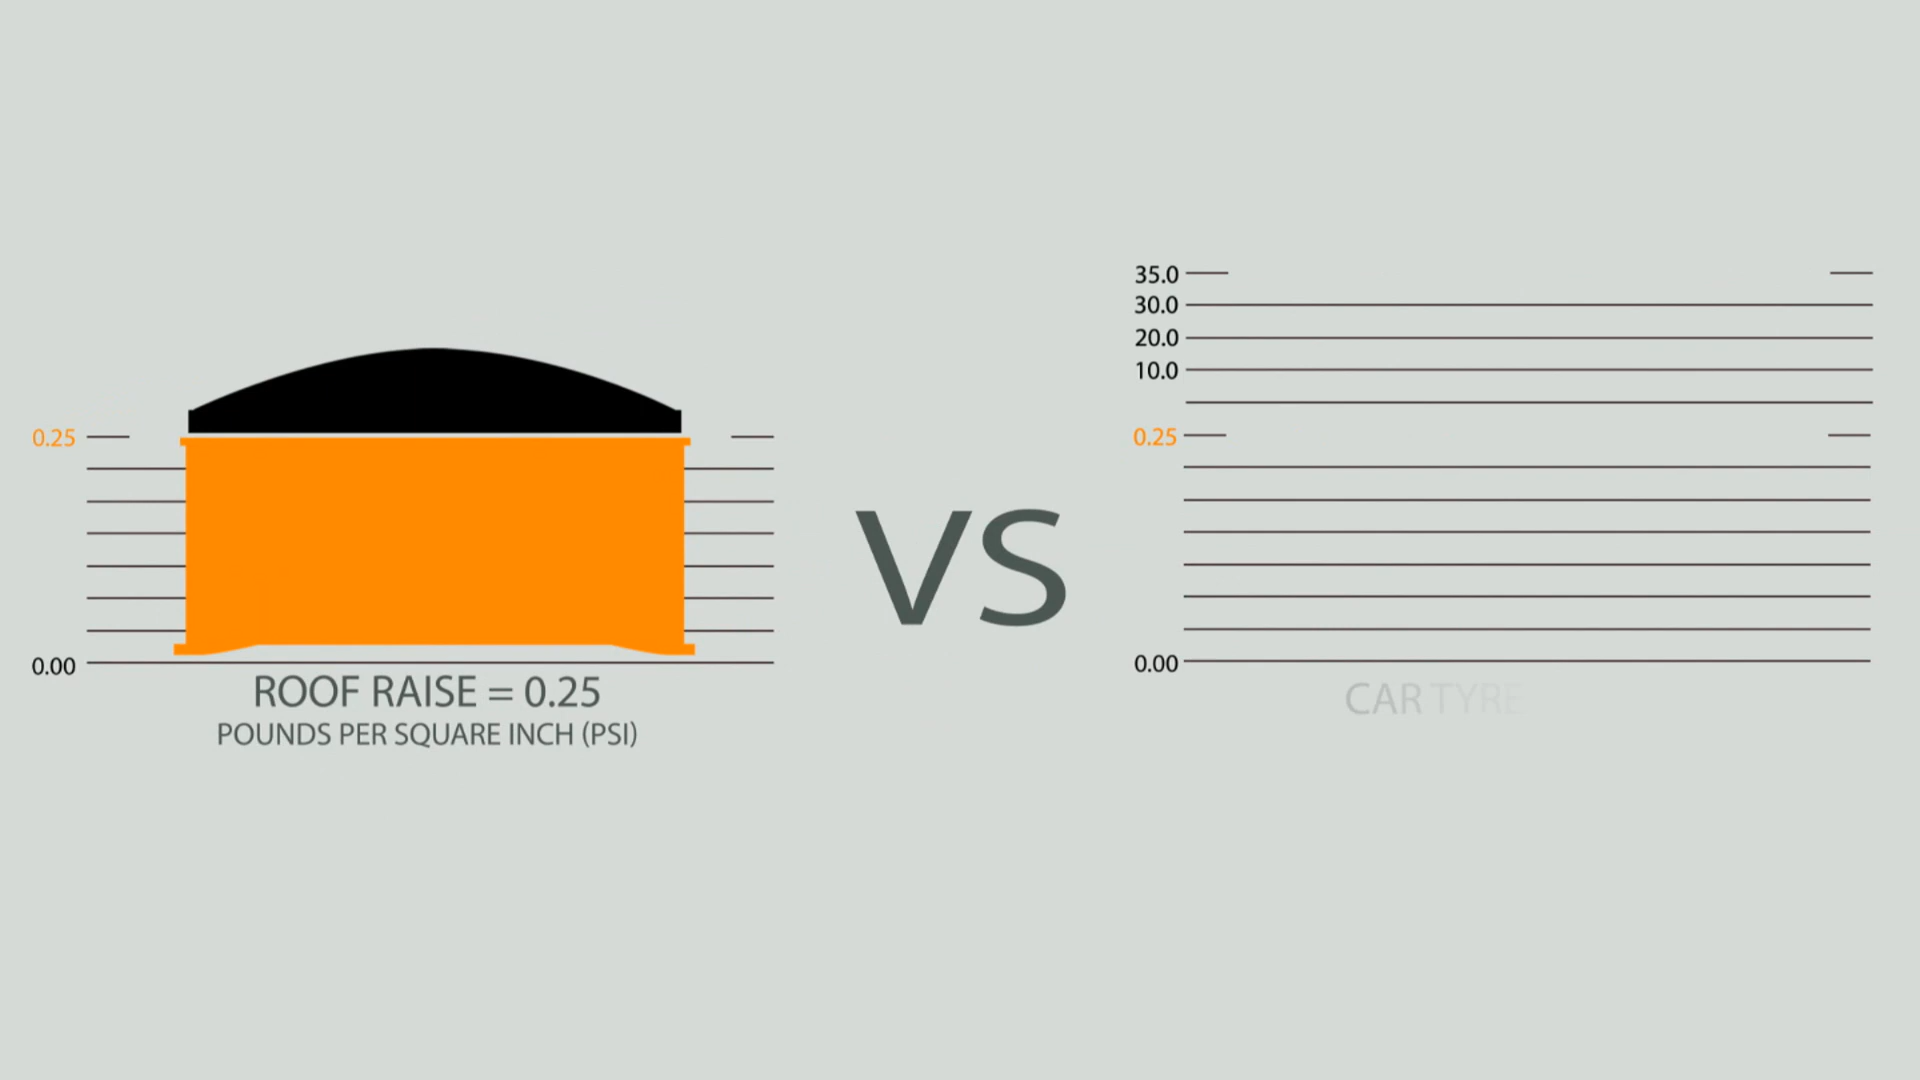 0.25
0.00
ROOF RAISE = 0.25
POUNDS PER SQUARE INCH (PSI)
VS
35.0
30.0
20.0
10.0
0.25
0.00
CAR TYRE